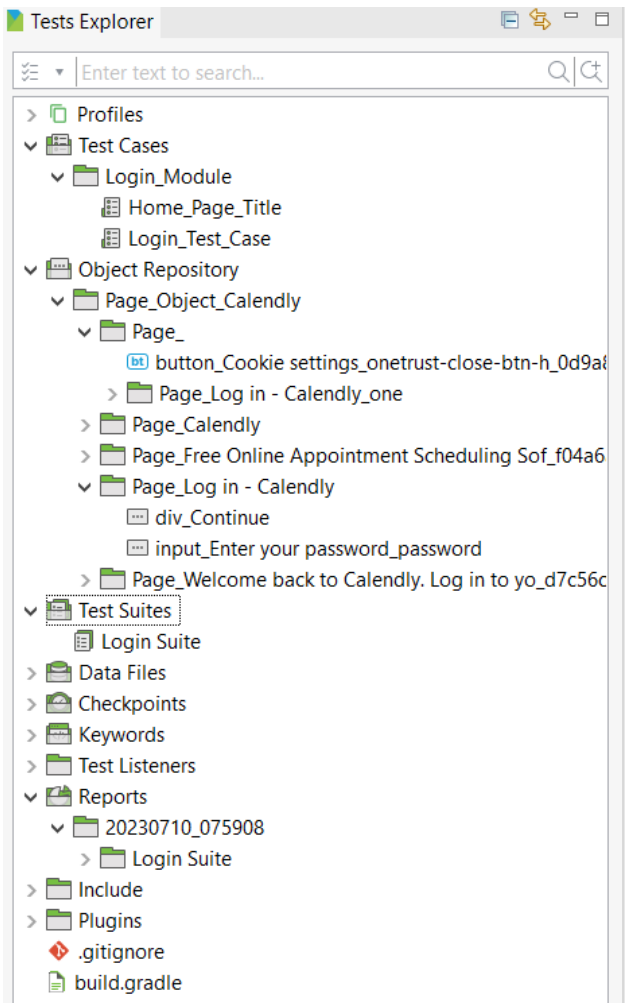 Tests Explorer
Enter text to search...
Profiles
Test Cases
Login_Module
Home_Page_Title
Login_Test_Case
Object Repository
Page_Object_Calendly
Page_
bt button_Cookie settings_onetrust-close-btn-h_0d9a8
Page_Log in - Calendly_one
Page_Calendly
Page_Free Online Appointment Scheduling Sof_f04a6
Page_Log in - Calendly
div_Continue
input_Enter your password_password
Page_Welcome back to Calendly. Log in to yo_d7c56c
Test Suites
Login Suite
Data Files
Checkpoints
Keywords
Test Listeners
Reports
20230710_075908
Login Suite
Include
Plugins
.gitignore
build.gradle